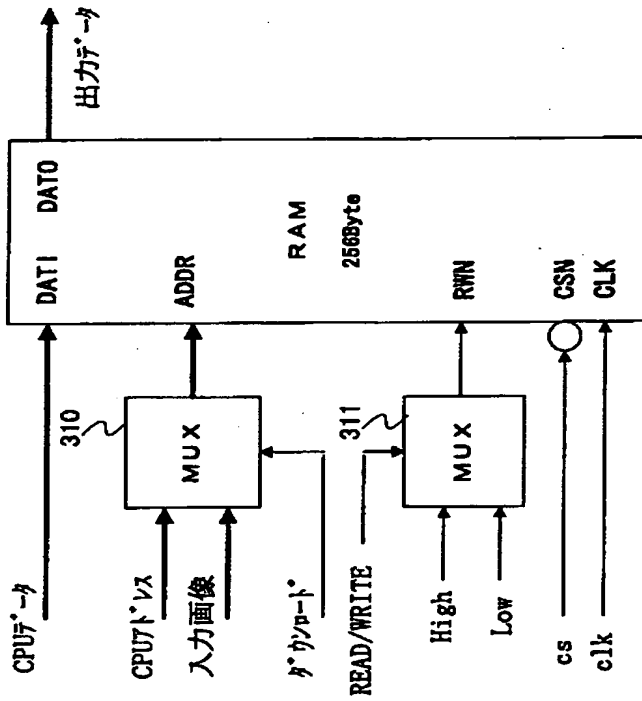 CPUデータ
CPUアドレス
入力画像
ダウンロード
READ/WRITE
High
Low
cs
clk
310
MUX
311
MUX
DATI
DATO
ADDR
RAM
256Byte
RWN
CSN
CLK
出力データ